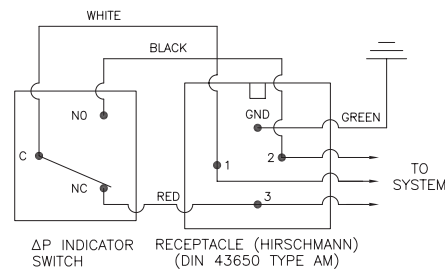 WHITE
BLACK
NO
GND
GREEN
C
1
2
NC
RED
3
TO
SYSTEM
ΔP INDICATOR
SWITCH
RECEPTACLE (HIRSCHMANN)
(DIN 43650 TYPE AM)